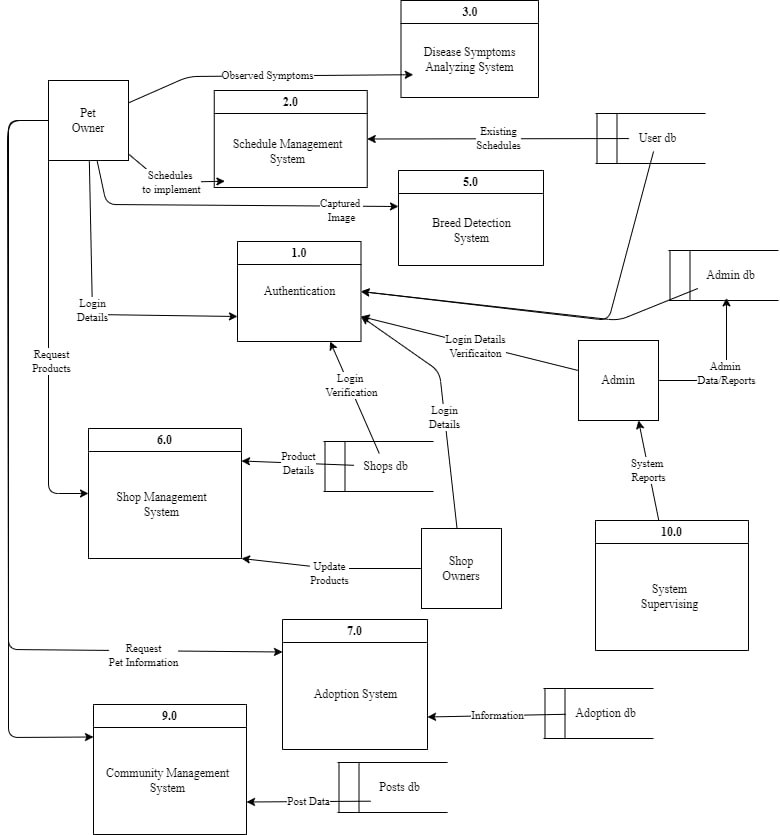 3.0
Disease Symptoms
Analyzing System
Observed Symptoms
Pet
Owner
2.0
Schedule Management
System
Existing
Schedules
User db
Schedules
to implement
5.0
Breed Detection
System
Captured
Image
1.0
Authentication
Admin db
Login
Details
Login Details
Verificaiton
Request
Products
Admin
Admin
Data/Reports
Login
Verification
Login
Details
6.0
Shop Management
System
Product
Details
Shops db
System
Reports
10.0
System
Supervising
Update
Products
Shop
Owners
7.0
Adoption System
Request
Pet Information
Information
Adoption db
9.0
Community Management
System
Post Data
Posts db